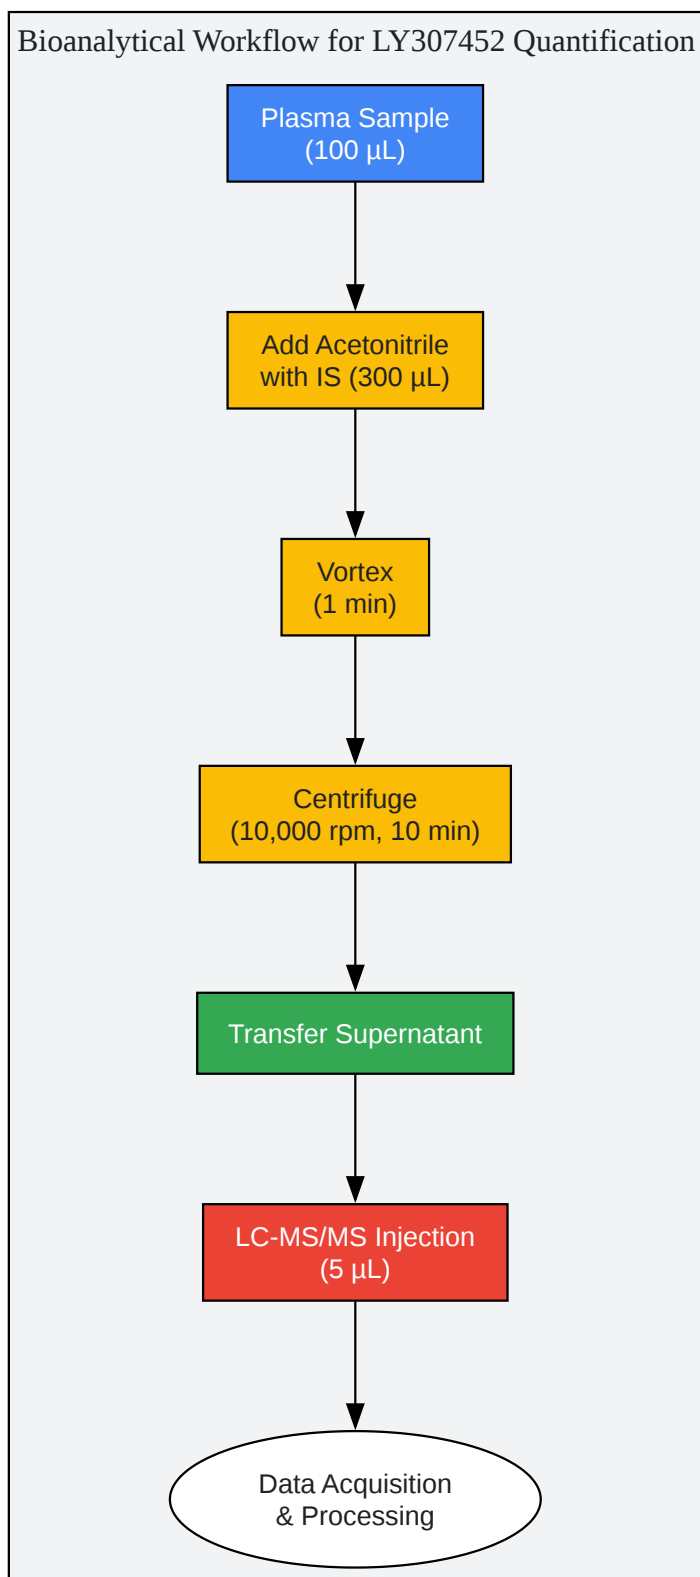 Bioanalytical Workflow for LY307452 Quantification
Plasma Sample
(100 µL)
Add Acetonitrile
with IS (300 µL)
Vortex
(1 min)
Centrifuge
(10,000 rpm, 10 min)
Transfer Supernatant
LC-MS/MS Injection
(5 µL)
Data Acquisition
& Processing